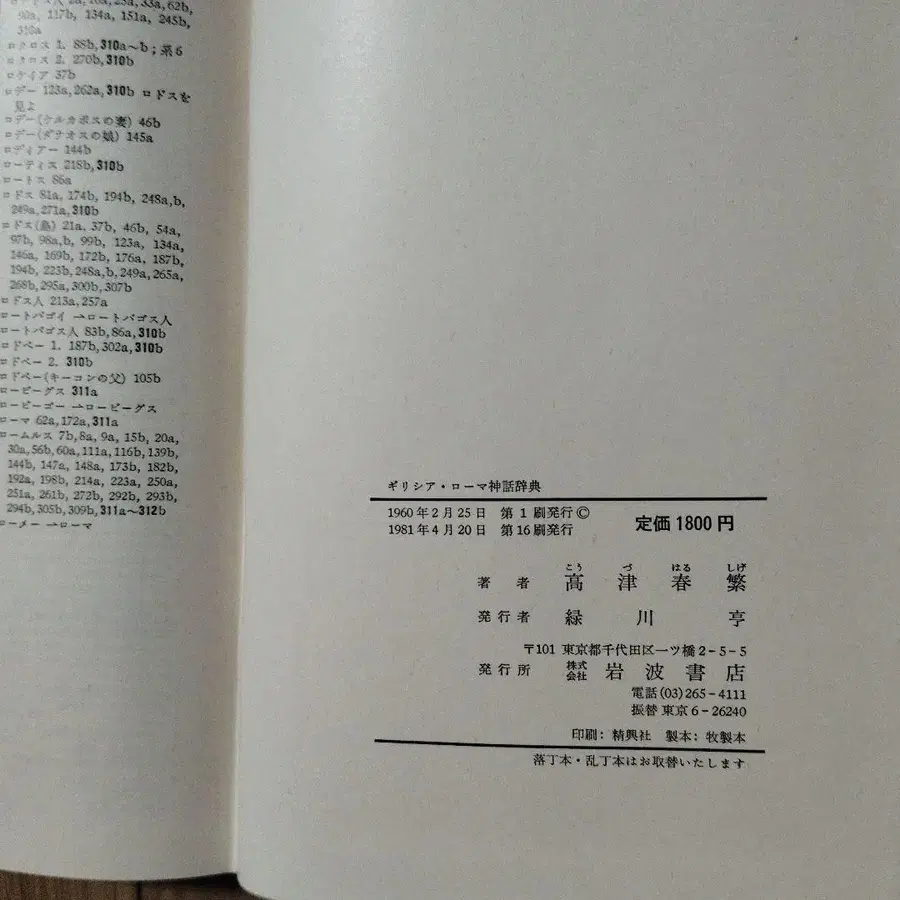 90a, 117b, 134a, 151a, 245b,
310a
ロクロス 1. 88b, 310a~b; 系6
ロクロス 2. 270b, 310b
ロケイア 37b
ロデー 123a, 262a, 310b ロドスを
見よ
ロデー(ケルカポスの妻) 46b
ロデー(ダナオスの娘) 145a
ロディアー 144b
ローディス 218b, 310b
ロートス 86a
ロドス 81a, 174b, 194b, 248a,b,
249a, 271a, 310b
ロドス(島) 21a, 37b, 46b, 54a,
97b, 98a,b, 99b, 123a, 134a,
146a, 169b, 172b, 176a, 187b,
194b, 223b, 248a,b, 249a, 265a,
268b, 295a, 300b, 307b
ロドス人 213a, 257a
ロートパゴイ →ロートパゴス人
ロートパゴス人 83b, 86a, 310b
ロドペー 1. 187b, 302a, 310b
ロドペー 2. 310b
ロドペー(キーコンの父) 105b
ロービーグス 311a
ロービーゴー →ロービーグス
ローマ 62a, 172a, 311a
ロームルス 7b, 8a, 9a, 15b, 20a,
30a, 56b, 60a, 111a, 116b, 139b,
144b, 147a, 148a, 173b, 182b,
192a, 198b, 214a, 223a, 250a,
251a, 261b, 272b, 292b, 293b,
294b, 305b, 309b, 311a~312b
ローメー →ローマ
ギリシア・ローマ神話辞典
1960年2月25日 第1刷発行©
1981年4月20日 第16刷発行
定価1800円
こう づ はる しげ
著者 高津春繁
発行者 緑川亨
〒101 東京都千代田区一ツ橋2-5-5
発行所 株式会社 岩波書店
電話(03)265-4111
振替 東京6-26240
印刷:精興社 製本:牧製本
落丁本・乱丁本はお取替いたします